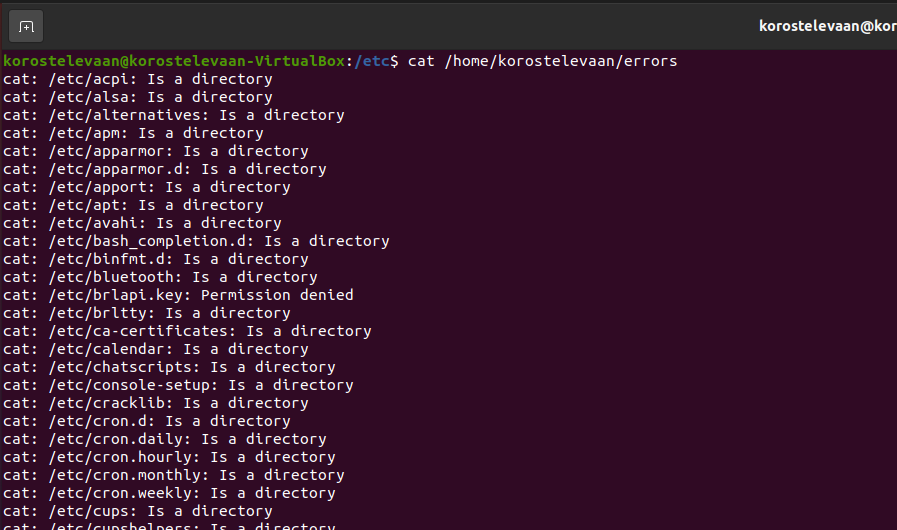 korostelevaan@kor
korostelevaan@korostelevaan-VirtualBox:/etc$ cat /home/korostelevaan/errors
cat: /etc/acpi: Is a directory
cat: /etc/alsa: Is a directory
cat: /etc/alternatives: Is a directory
cat: /etc/apm: Is a directory
cat: /etc/apparmor: Is a directory
cat: /etc/apparmor.d: Is a directory
cat: /etc/apport: Is a directory
cat: /etc/apt: Is a directory
cat: /etc/avahi: Is a directory
cat: /etc/bash_completion.d: Is a directory
cat: /etc/binfmt.d: Is a directory
cat: /etc/bluetooth: Is a directory
cat: /etc/brlapi.key: Permission denied
cat: /etc/brltty: Is a directory
cat: /etc/ca-certificates: Is a directory
cat: /etc/calendar: Is a directory
cat: /etc/chatscripts: Is a directory
cat: /etc/console-setup: Is a directory
cat: /etc/cracklib: Is a directory
cat: /etc/cron.d: Is a directory
cat: /etc/cron.daily: Is a directory
cat: /etc/cron.hourly: Is a directory
cat: /etc/cron.monthly: Is a directory
cat: /etc/cron.weekly: Is a directory
cat: /etc/cups: Is a directory
cat: /etc/cupshelpers: Is a directory